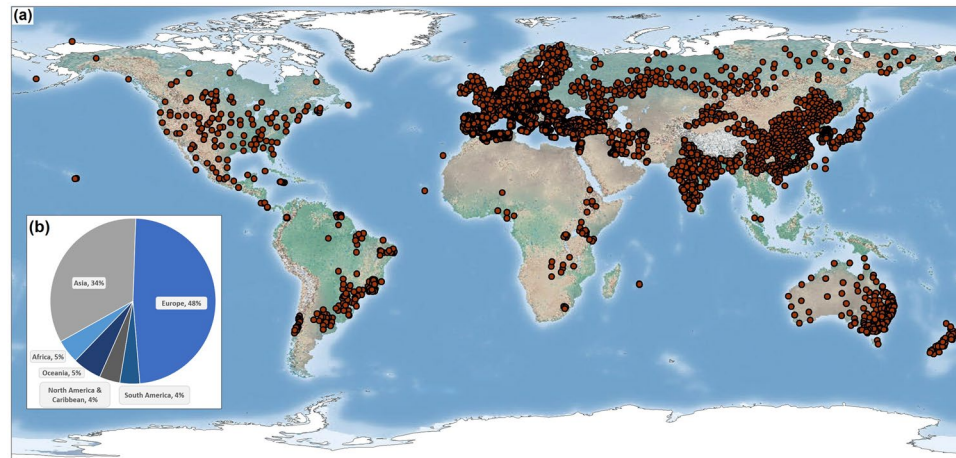 (a)
(b)
Asia, 34%
Europe, 48%
Africa, 5%
Oceania, 5%
North America &
Caribbean, 4%
South America, 4%